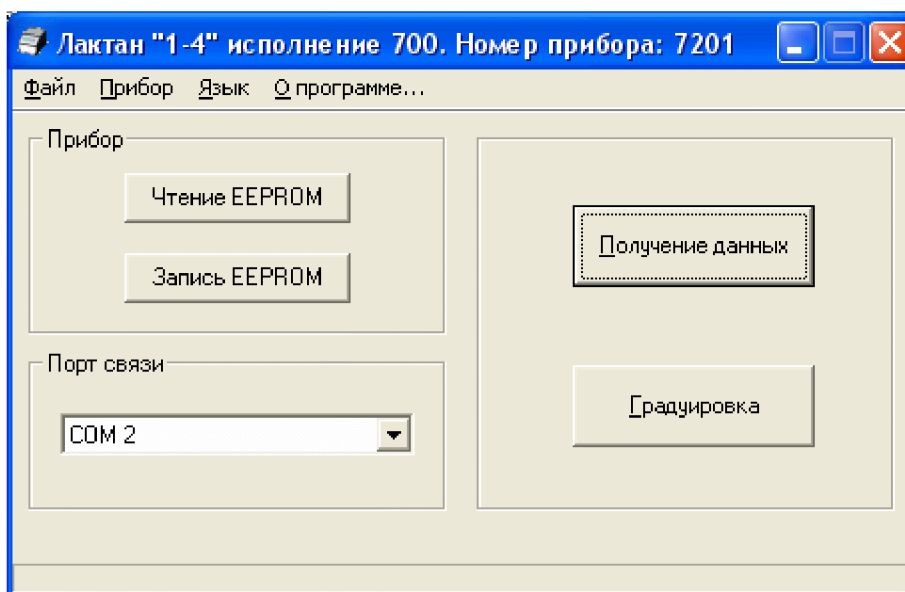 Лактан "1-4" исполнение 700. Номер прибора: 7201
Файл Прибор Язык О программе...
Прибор
Чтение EEPROM
Запись EEPROM
Получение данных
Порт связи
COM 2
Градуировка